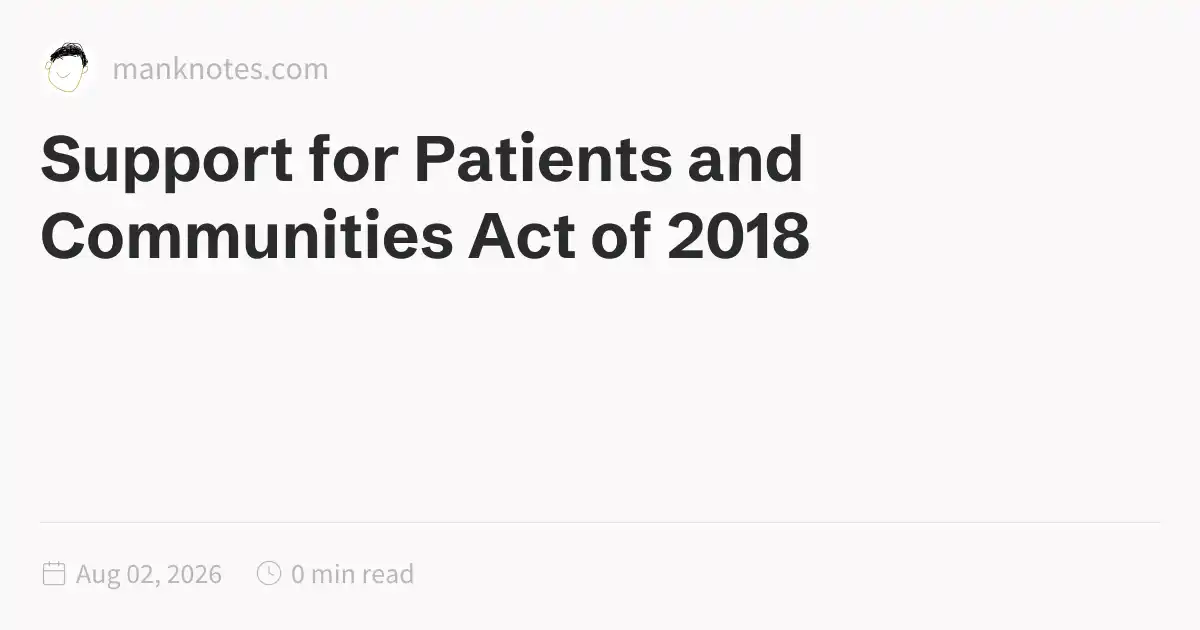 manknotes.com
Support for Patients and
Communities Act of 2018
Aug 02, 2026 0 min read